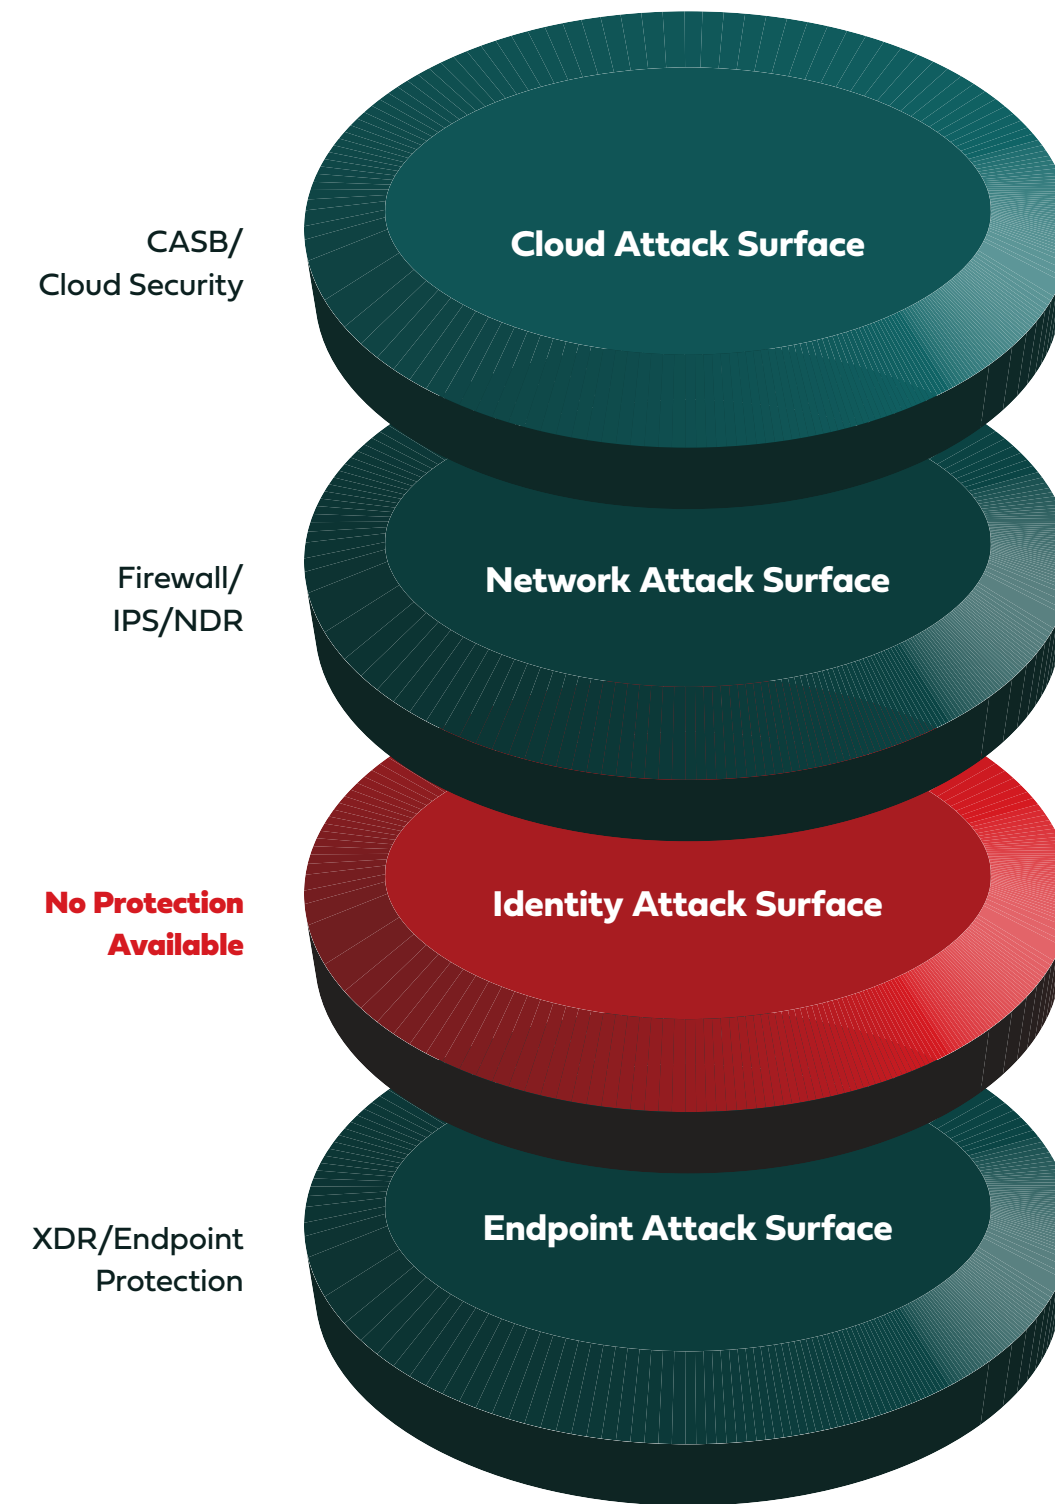 CASB/
Cloud Security
Cloud Attack Surface
Firewall/
IPS/NDR
Network Attack Surface
No Protection
Available
Identity Attack Surface
XDR/Endpoint
Protection
Endpoint Attack Surface